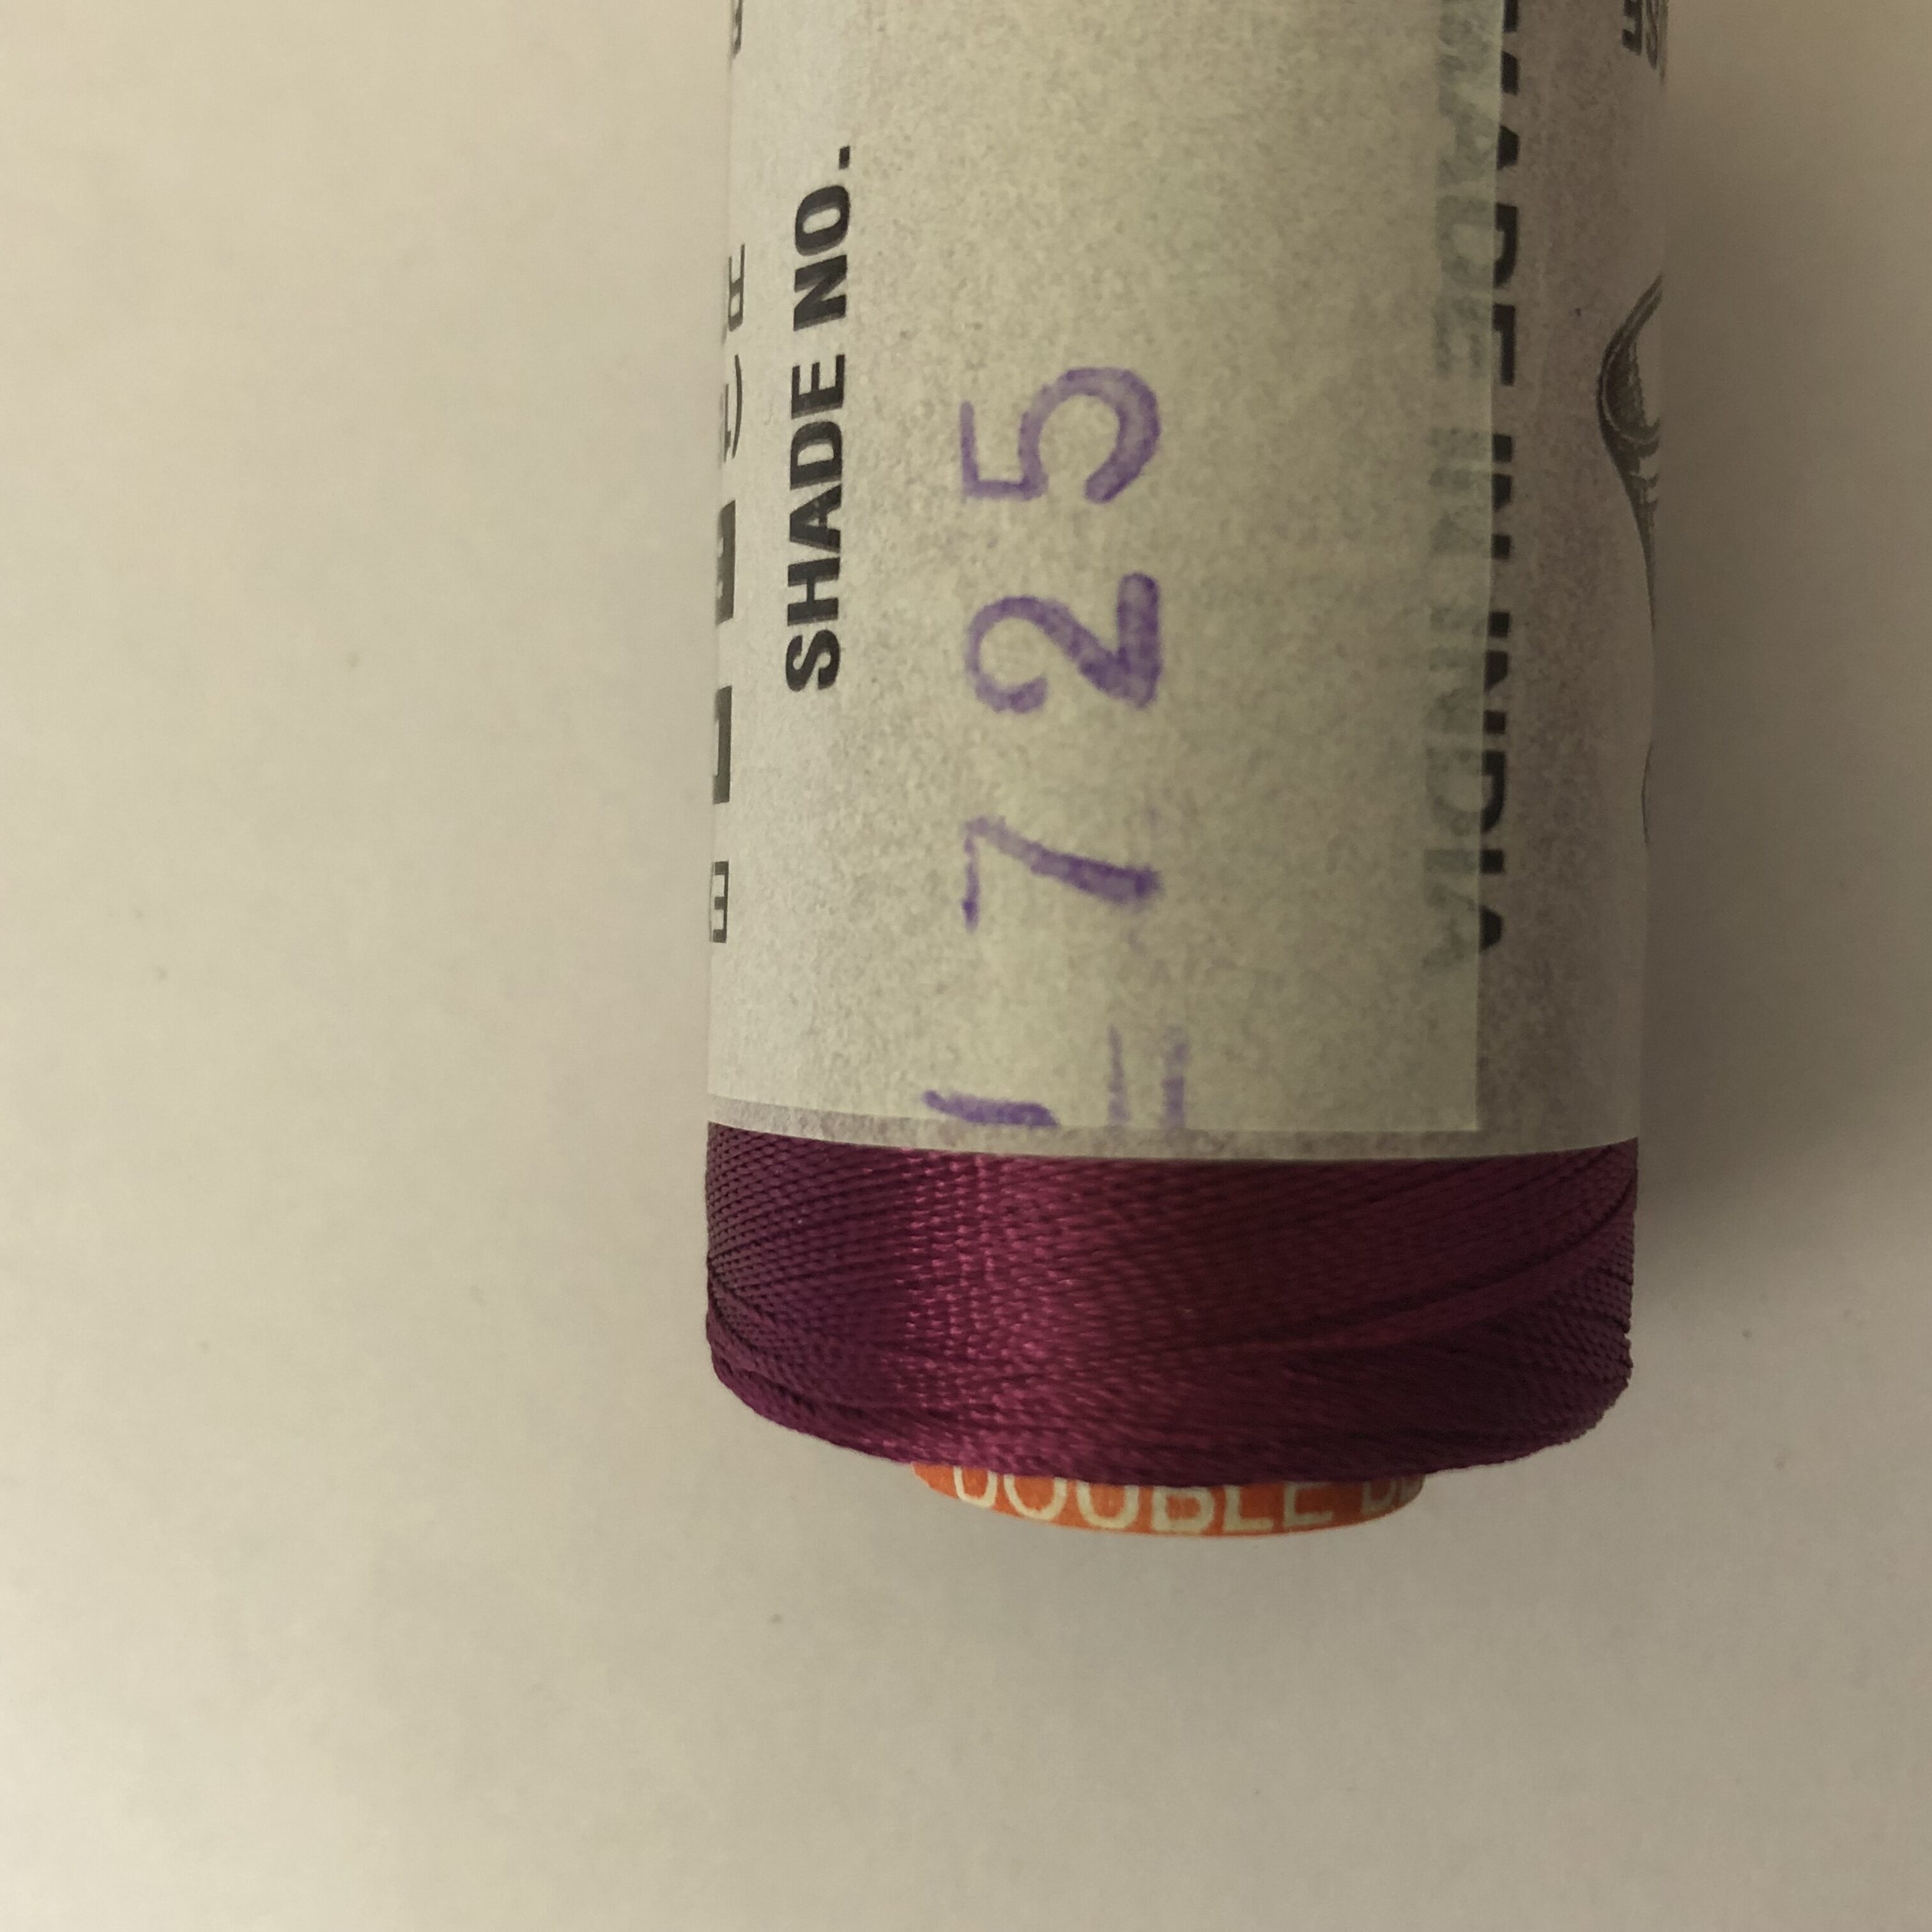 SHADE NO.
725
MADE IN INDIA
DOUBLE